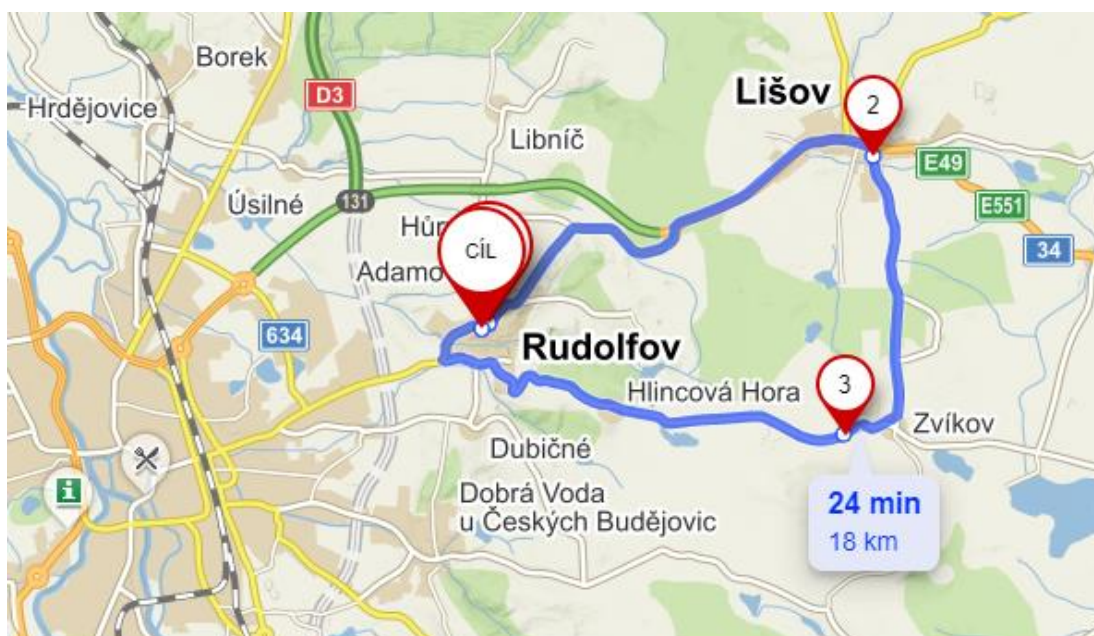 Borek
Hrdějovice
D3
Lišov
2
Libníč
E49
131
Úsilné
E551
Hůr
CÍL
34
Adamo
634
Rudolfov
Hlincová Hora
3
Zvíkov
Dubičné
Dobrá Voda
u Českých Budějovic
24 min
18 km